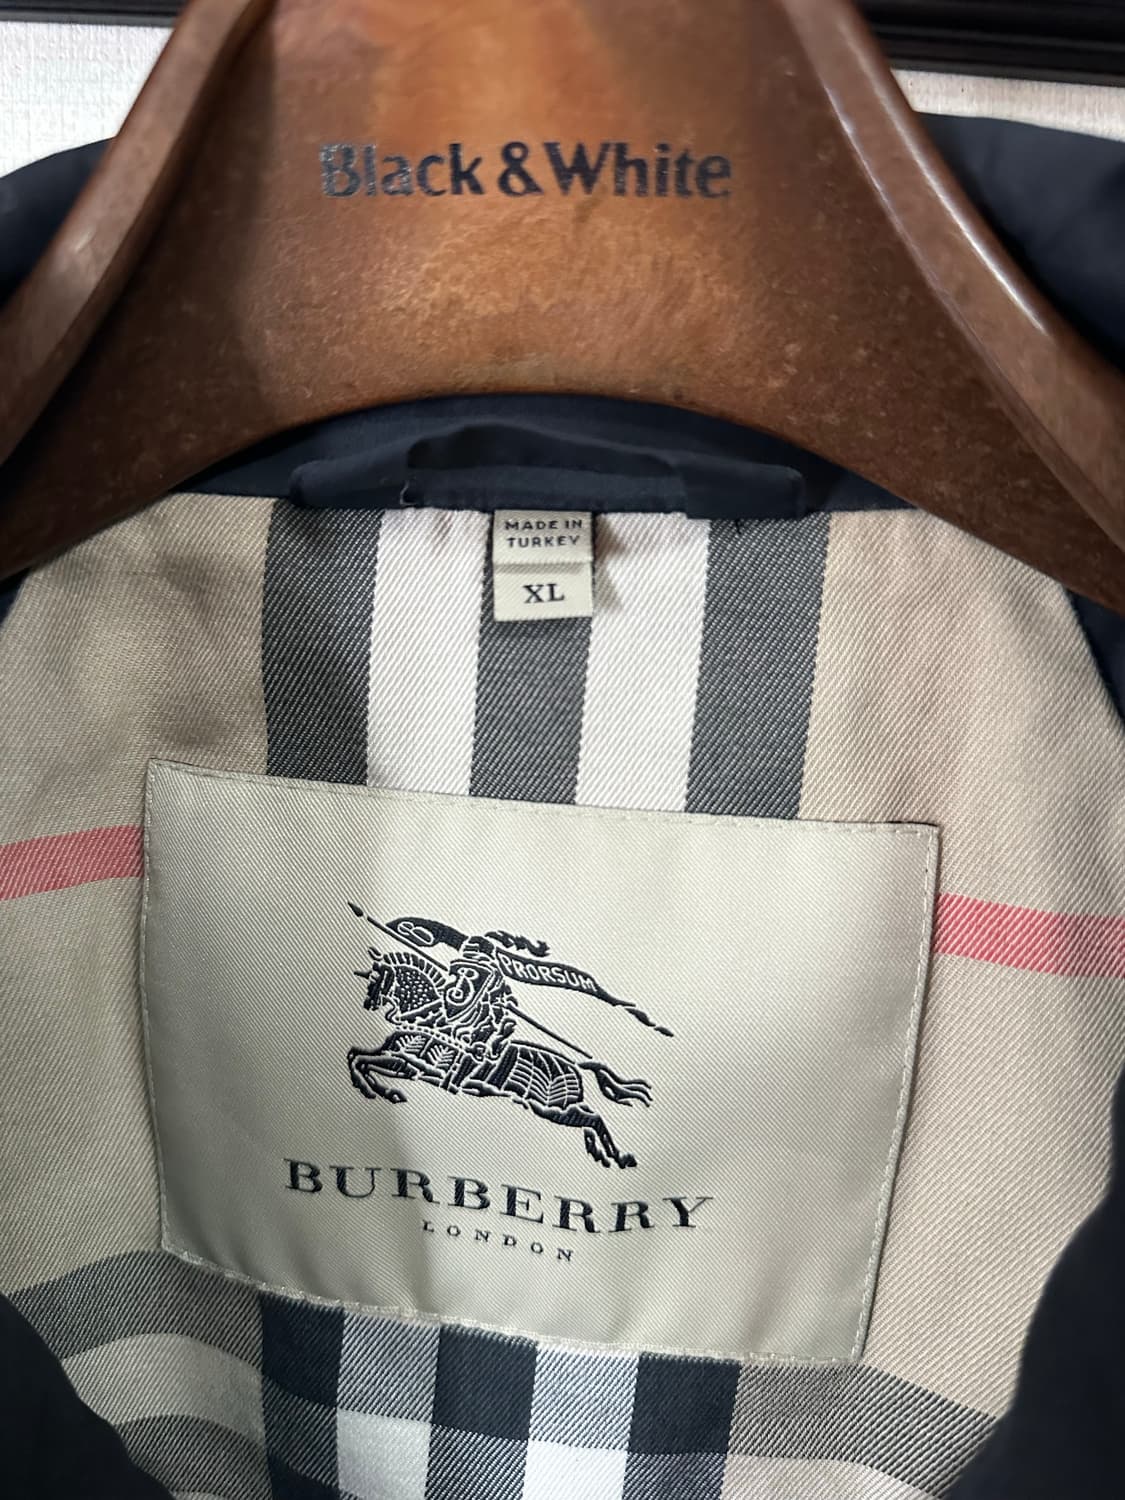 Black & White
MADE IN
TURKEY
XL
PRORSUM
BURBERRY
LONDON